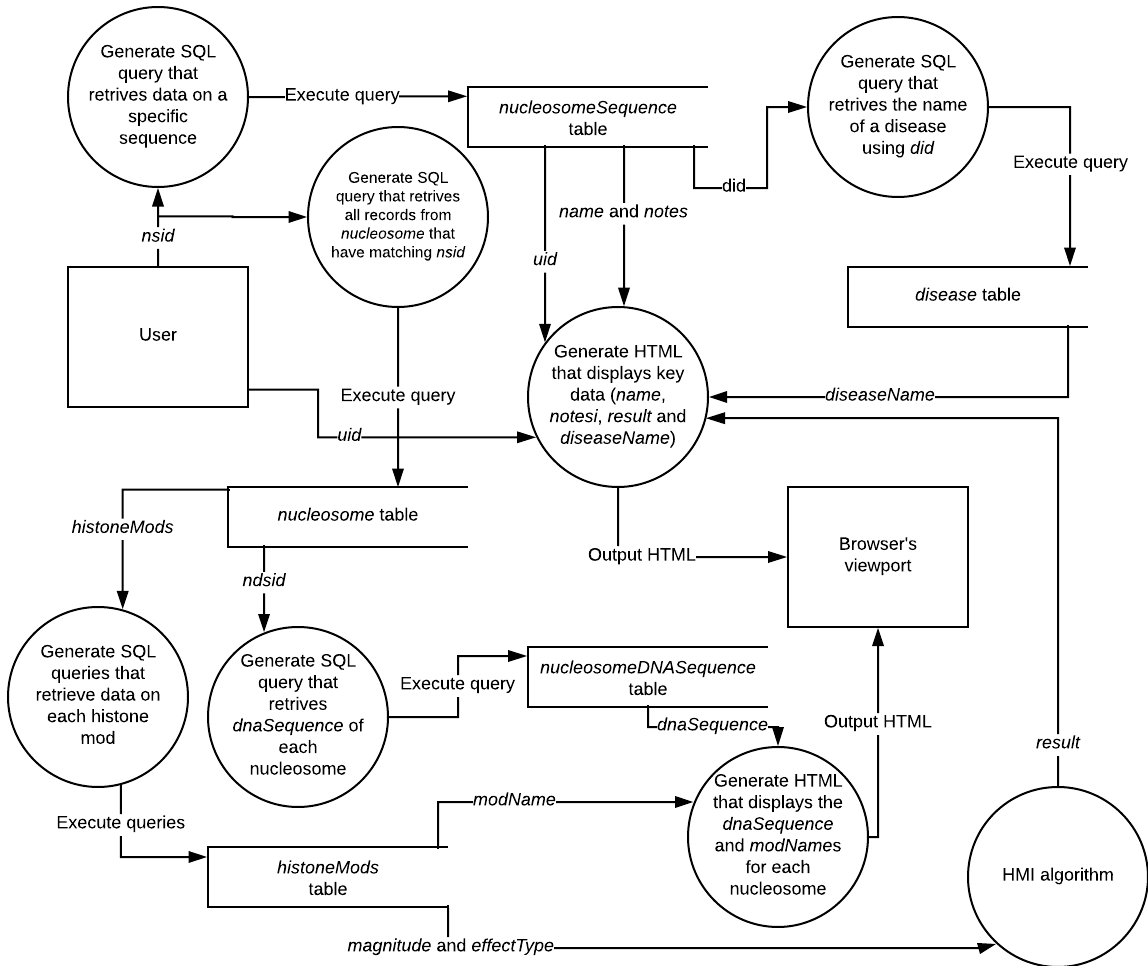 Generate SQL
query that
retrives data on a
specific
sequence
Execute query
nucleosomeSequence
table
Generate SQL
query that
retrives the name
of a disease
using did
did
Execute query
Generate SQL
query that retrives
all records from
nucleosome that
have matching nsid
nsid
name and notes
uid
User
disease table
Generate HTML
that displays key
data (name,
notesi, result and
diseaseName)
diseaseName
Execute query
uid
nucleosome table
histoneMods
ndsid
Output HTML
Browser's
viewport
Generate SQL
queries that
retrieve data on
each histone
mod
Generate SQL
query that
retrives
dnaSequence of
each
nucleosome
Execute query
nucleosomeDNASequence
table
dnaSequence
Output HTML
result
Execute queries
modName
Generate HTML
that displays the
dnaSequence
and modNames
for each
nucleosome
histoneMods
table
HMI algorithm
magnitude and effectType